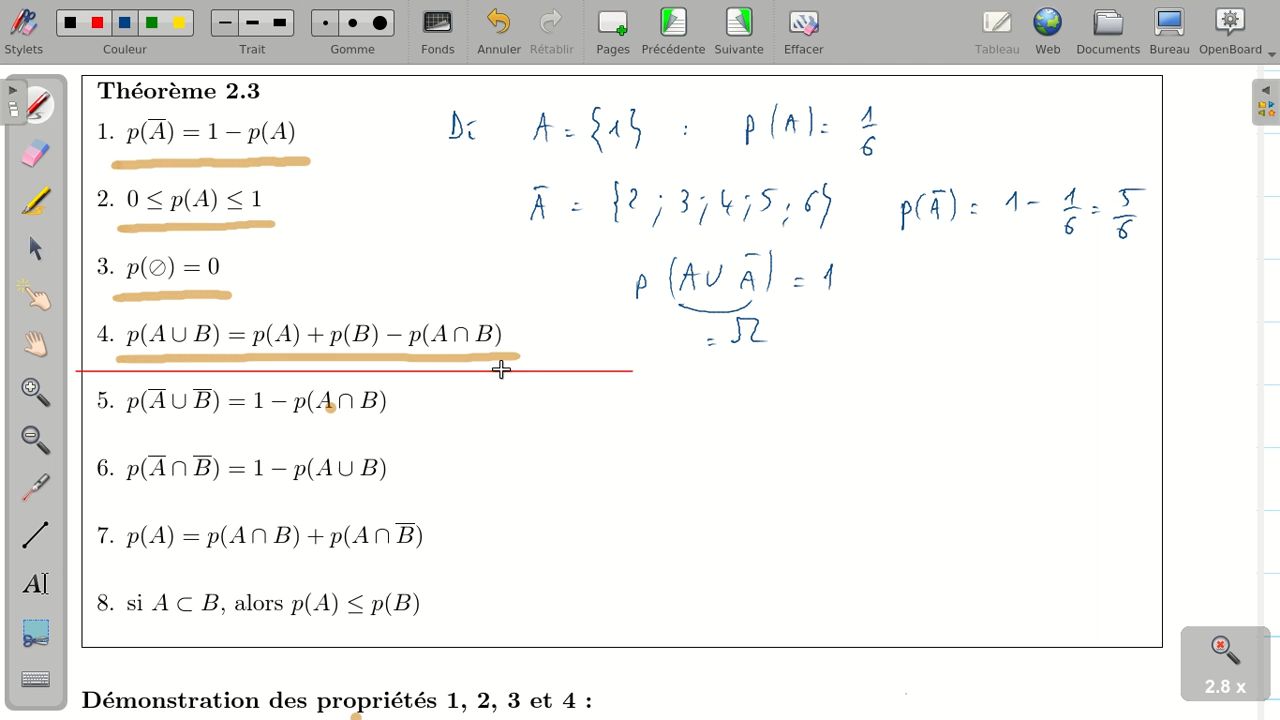 Stylets Couleur Trait Gomme Fonds Annuler Rétablir Pages Précédente Suivante Effacer Tableau Web Documents Bureau OpenBoard
Théorème 2.3
1. p(A̅) = 1 − p(A)
Dé A = {1} : p(A) = 1/6
2. 0 ≤ p(A) ≤ 1
A̅ = {2 ; 3 ; 4 ; 5 ; 6} p(A̅) = 1 − 1/6 = 5/6
3. p(∅) = 0
p(A ∪ A̅) = 1
= Ω
4. p(A ∪ B) = p(A) + p(B) − p(A ∩ B)
5. p(A̅ ∪ B̅) = 1 − p(A ∩ B)
6. p(A̅ ∩ B̅) = 1 − p(A ∪ B)
7. p(A) = p(A ∩ B) + p(A ∩ B̅)
8. si A ⊂ B, alors p(A) ≤ p(B)
2.8 x
Démonstration des propriétés 1, 2, 3 et 4 :